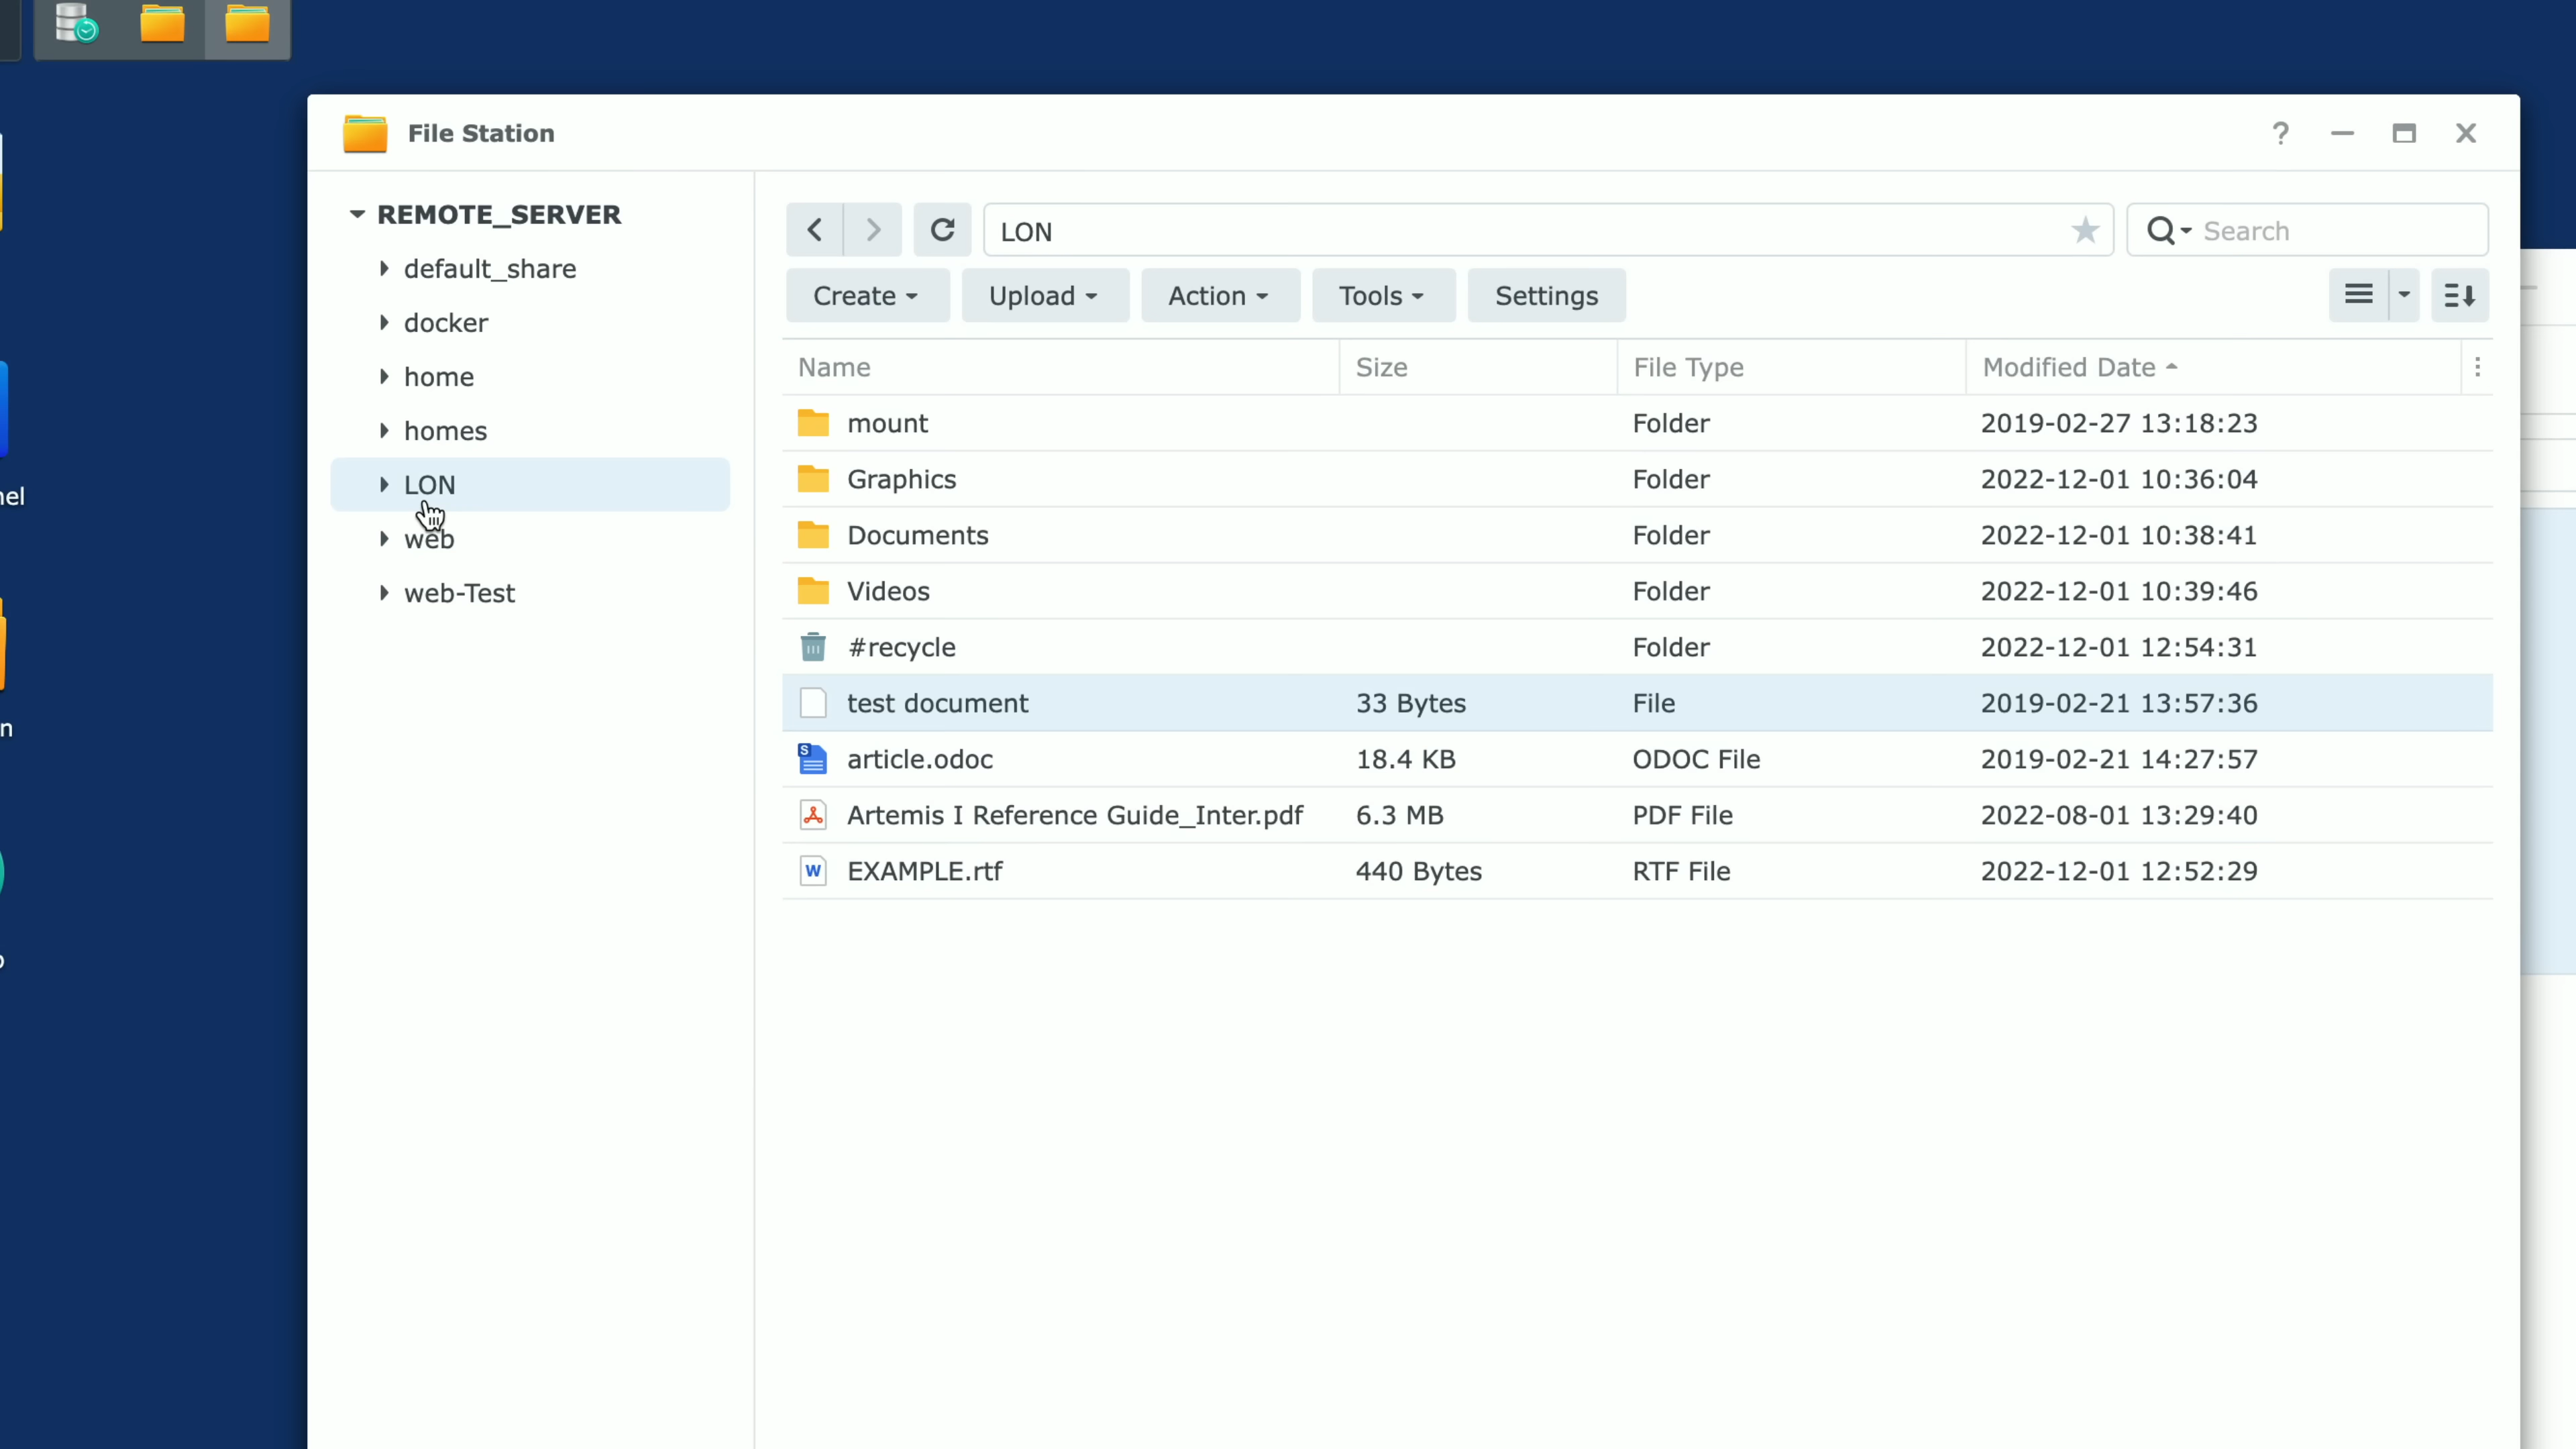 File Station
REMOTE_SERVER
default_share
docker
home
homes
LON
web
web-Test
LON
Search
Create
Upload
Action
Tools
Settings
Name Size File Type Modified Date
mount Folder 2019-02-27 13:18:23
Graphics Folder 2022-12-01 10:36:04
Documents Folder 2022-12-01 10:38:41
Videos Folder 2022-12-01 10:39:46
#recycle Folder 2022-12-01 12:54:31
test document 33 Bytes File 2019-02-21 13:57:36
article.odoc 18.4 KB ODOC File 2019-02-21 14:27:57
Artemis I Reference Guide_Inter.pdf 6.3 MB PDF File 2022-08-01 13:29:40
EXAMPLE.rtf 440 Bytes RTF File 2022-12-01 12:52:29
nel
n